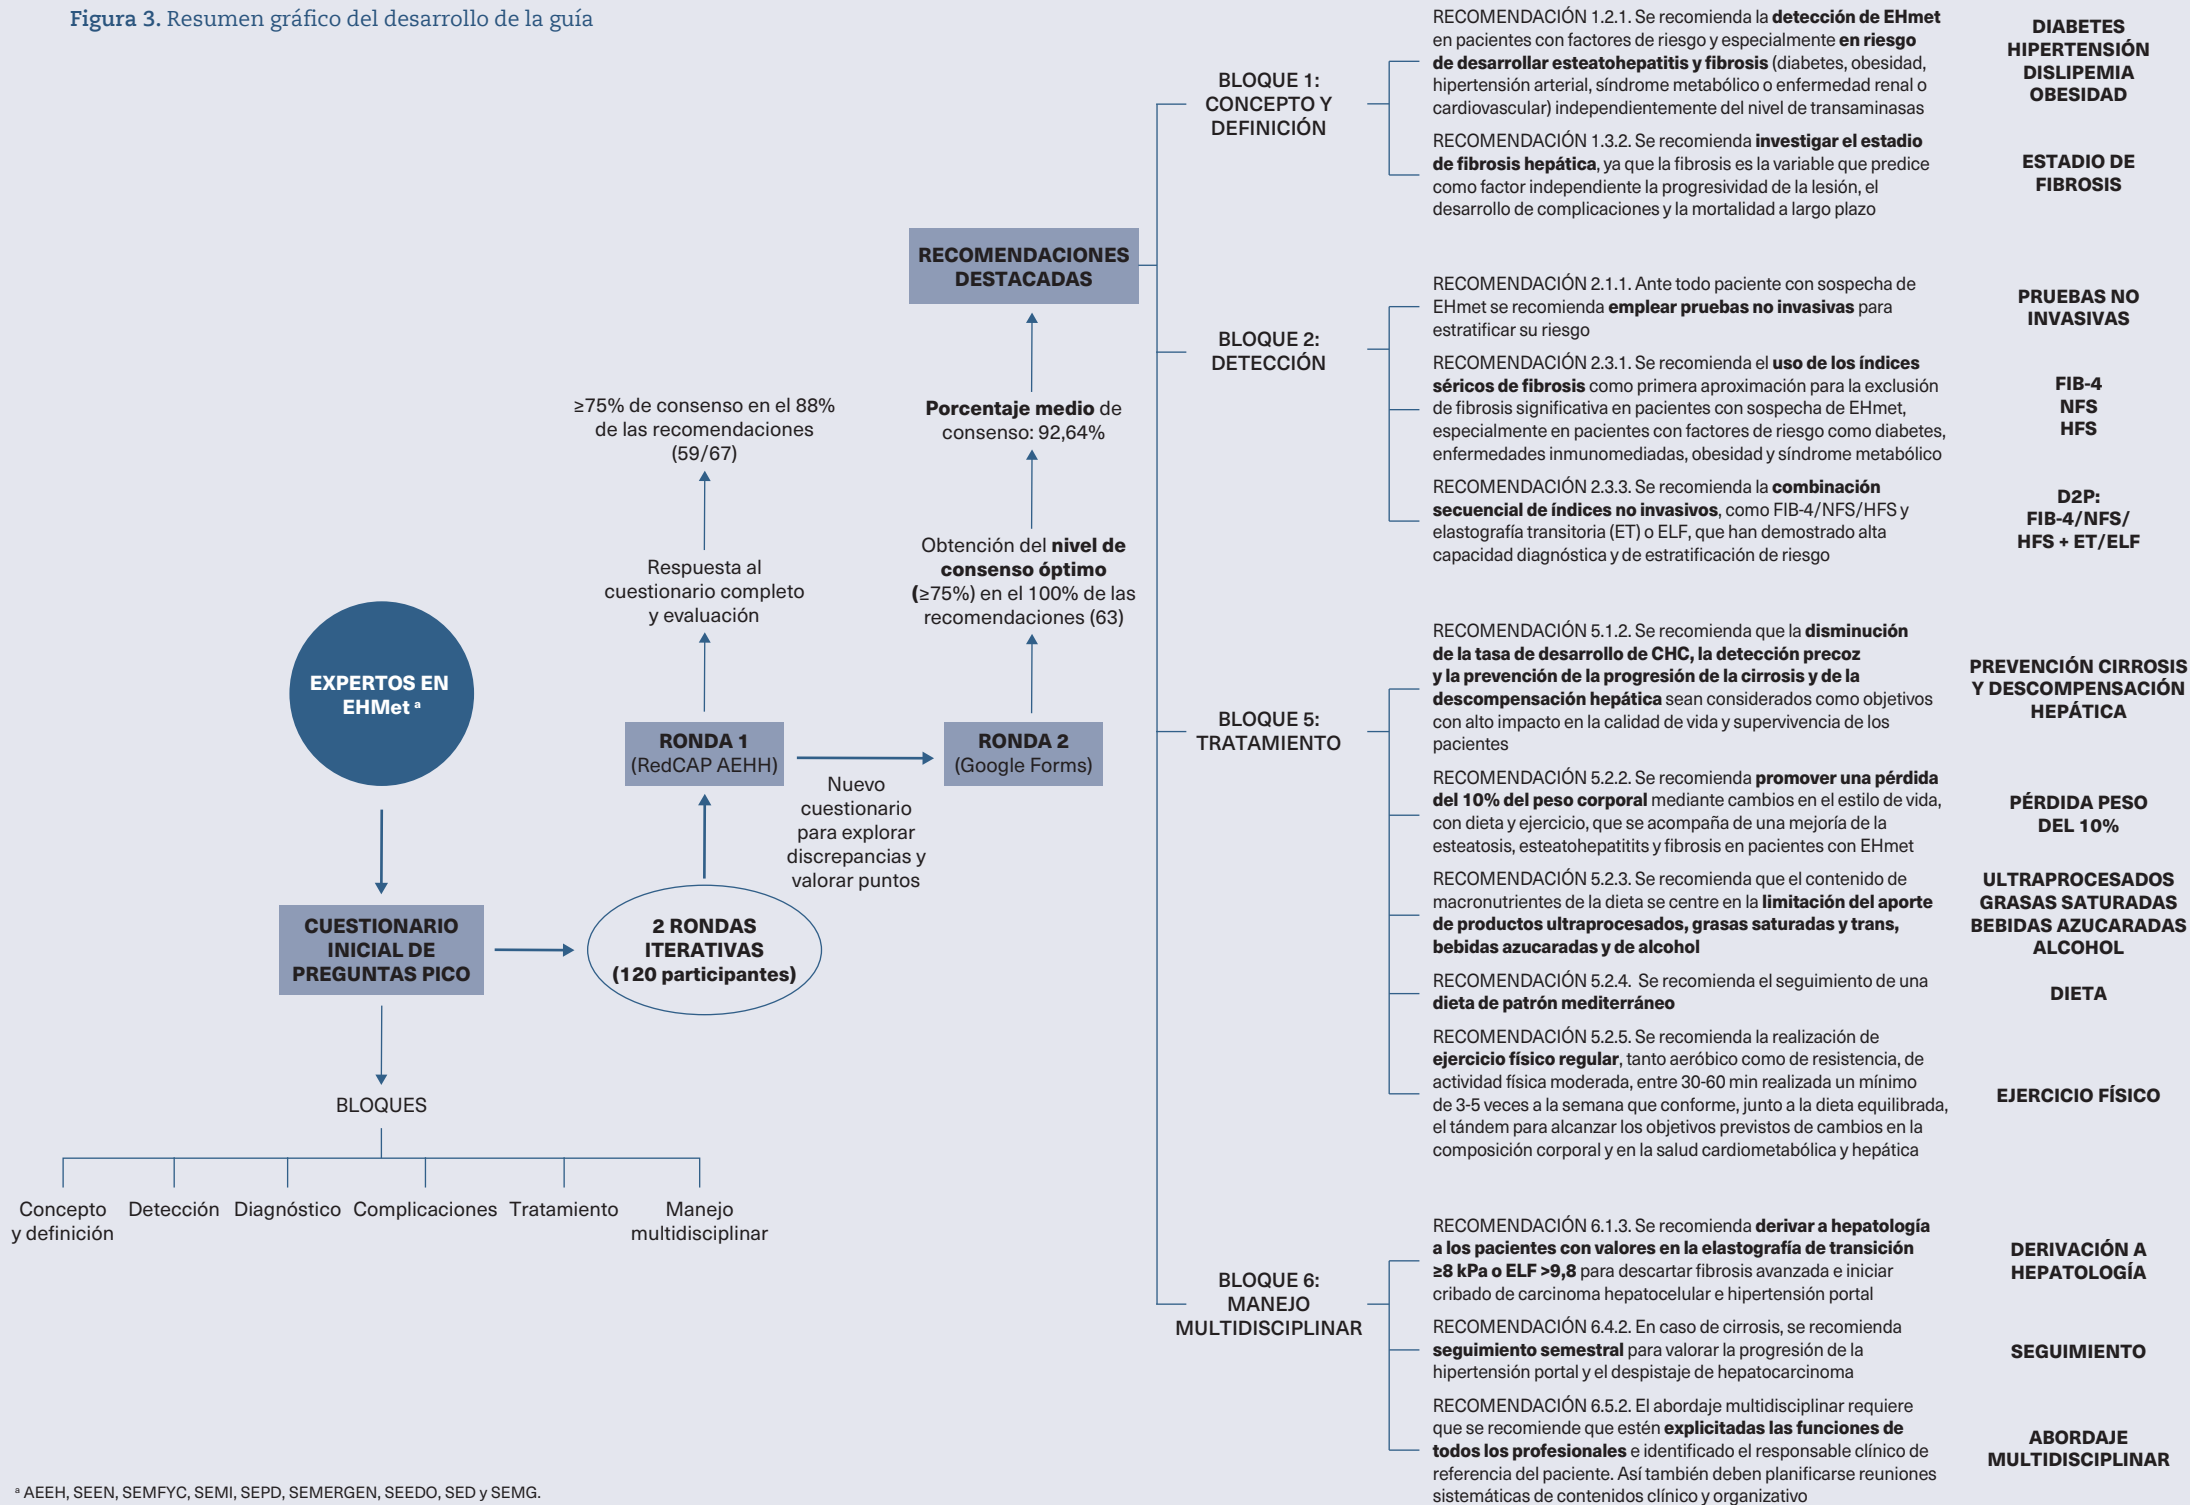 Figura 3. Resumen gráfico del desarrollo de la guía
EXPERTOS EN
EHMet ª
CUESTIONARIO
INICIAL DE
PREGUNTAS PICO
BLOQUES
Concepto
y definición
Detección
Diagnóstico
Complicaciones
Tratamiento
Manejo
multidisciplinar
2 RONDAS
ITERATIVAS
(120 participantes)
RONDA 1
(RedCAP AEHH)
Respuesta al
cuestionario completo
y evaluación
≥75% de consenso en el 88%
de las recomendaciones
(59/67)
Nuevo
cuestionario
para explorar
discrepancias y
valorar puntos
RONDA 2
(Google Forms)
Obtención del nivel de
consenso óptimo
(≥75%) en el 100% de las
recomendaciones (63)
Porcentaje medio de
consenso: 92,64%
RECOMENDACIONES
DESTACADAS
BLOQUE 1:
CONCEPTO Y
DEFINICIÓN
RECOMENDACIÓN 1.2.1. Se recomienda la detección de EHmet
en pacientes con factores de riesgo y especialmente en riesgo
de desarrollar esteatohepatitis y fibrosis (diabetes, obesidad,
hipertensión arterial, síndrome metabólico o enfermedad renal o
cardiovascular) independientemente del nivel de transaminasas
DIABETES
HIPERTENSIÓN
DISLIPEMIA
OBESIDAD
RECOMENDACIÓN 1.3.2. Se recomienda investigar el estadio
de fibrosis hepática, ya que la fibrosis es la variable que predice
como factor independiente la progresividad de la lesión, el
desarrollo de complicaciones y la mortalidad a largo plazo
ESTADIO DE
FIBROSIS
BLOQUE 2:
DETECCIÓN
RECOMENDACIÓN 2.1.1. Ante todo paciente con sospecha de
EHmet se recomienda emplear pruebas no invasivas para
estratificar su riesgo
PRUEBAS NO
INVASIVAS
RECOMENDACIÓN 2.3.1. Se recomienda el uso de los índices
séricos de fibrosis como primera aproximación para la exclusión
de fibrosis significativa en pacientes con sospecha de EHmet,
especialmente en pacientes con factores de riesgo como diabetes,
enfermedades inmunomediadas, obesidad y síndrome metabólico
FIB-4
NFS
HFS
RECOMENDACIÓN 2.3.3. Se recomienda la combinación
secuencial de índices no invasivos, como FIB-4/NFS/HFS y
elastografía transitoria (ET) o ELF, que han demostrado alta
capacidad diagnóstica y de estratificación de riesgo
D2P:
FIB-4/NFS/
HFS + ET/ELF
BLOQUE 5:
TRATAMIENTO
RECOMENDACIÓN 5.1.2. Se recomienda que la disminución
de la tasa de desarrollo de CHC, la detección precoz
y la prevención de la progresión de la cirrosis y de la
descompensación hepática sean considerados como objetivos
con alto impacto en la calidad de vida y supervivencia de los
pacientes
PREVENCIÓN CIRROSIS
Y DESCOMPENSACIÓN
HEPÁTICA
RECOMENDACIÓN 5.2.2. Se recomienda promover una pérdida
del 10% del peso corporal mediante cambios en el estilo de vida,
con dieta y ejercicio, que se acompaña de una mejoría de la
esteatosis, esteatohepatitits y fibrosis en pacientes con EHmet
PÉRDIDA PESO
DEL 10%
RECOMENDACIÓN 5.2.3. Se recomienda que el contenido de
macronutrientes de la dieta se centre en la limitación del aporte
de productos ultraprocesados, grasas saturadas y trans,
bebidas azucaradas y de alcohol
ULTRAPROCESADOS
GRASAS SATURADAS
BEBIDAS AZUCARADAS
ALCOHOL
RECOMENDACIÓN 5.2.4. Se recomienda el seguimiento de una
dieta de patrón mediterráneo
DIETA
RECOMENDACIÓN 5.2.5. Se recomienda la realización de
ejercicio físico regular, tanto aeróbico como de resistencia, de
actividad física moderada, entre 30-60 min realizada un mínimo
de 3-5 veces a la semana que conforme, junto a la dieta equilibrada,
el tándem para alcanzar los objetivos previstos de cambios en la
composición corporal y en la salud cardiometabólica y hepática
EJERCICIO FÍSICO
BLOQUE 6:
MANEJO
MULTIDISCIPLINAR
RECOMENDACIÓN 6.1.3. Se recomienda derivar a hepatología
a los pacientes con valores en la elastografía de transición
≥8 kPa o ELF >9,8 para descartar fibrosis avanzada e iniciar
cribado de carcinoma hepatocelular e hipertensión portal
DERIVACIÓN A
HEPATOLOGÍA
RECOMENDACIÓN 6.4.2. En caso de cirrosis, se recomienda
seguimiento semestral para valorar la progresión de la
hipertensión portal y el despistaje de hepatocarcinoma
SEGUIMIENTO
RECOMENDACIÓN 6.5.2. El abordaje multidisciplinar requiere
que se recomiende que estén explicitadas las funciones de
todos los profesionales e identificado el responsable clínico de
referencia del paciente. Así también deben planificarse reuniones
sistemáticas de contenidos clínico y organizativo
ABORDAJE
MULTIDISCIPLINAR
ª AEEH, SEEN, SEMFYC, SEMI, SEPD, SEMERGEN, SEEDO, SED y SEMG.